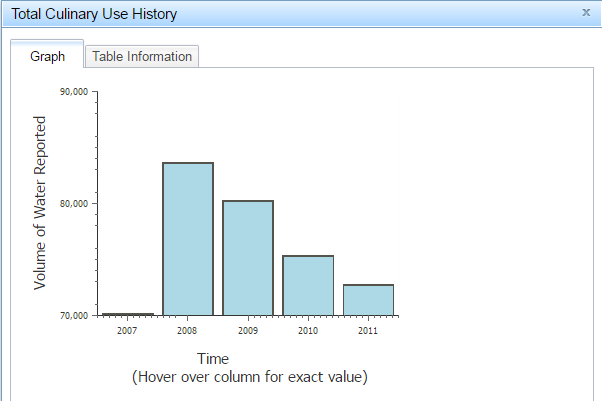 Total Culinary Use History x
Graph Table Information
90,000
Volume of Water Reported
80,000
70,000
2007 2008 2009 2010 2011
Time
(Hover over column for exact value)